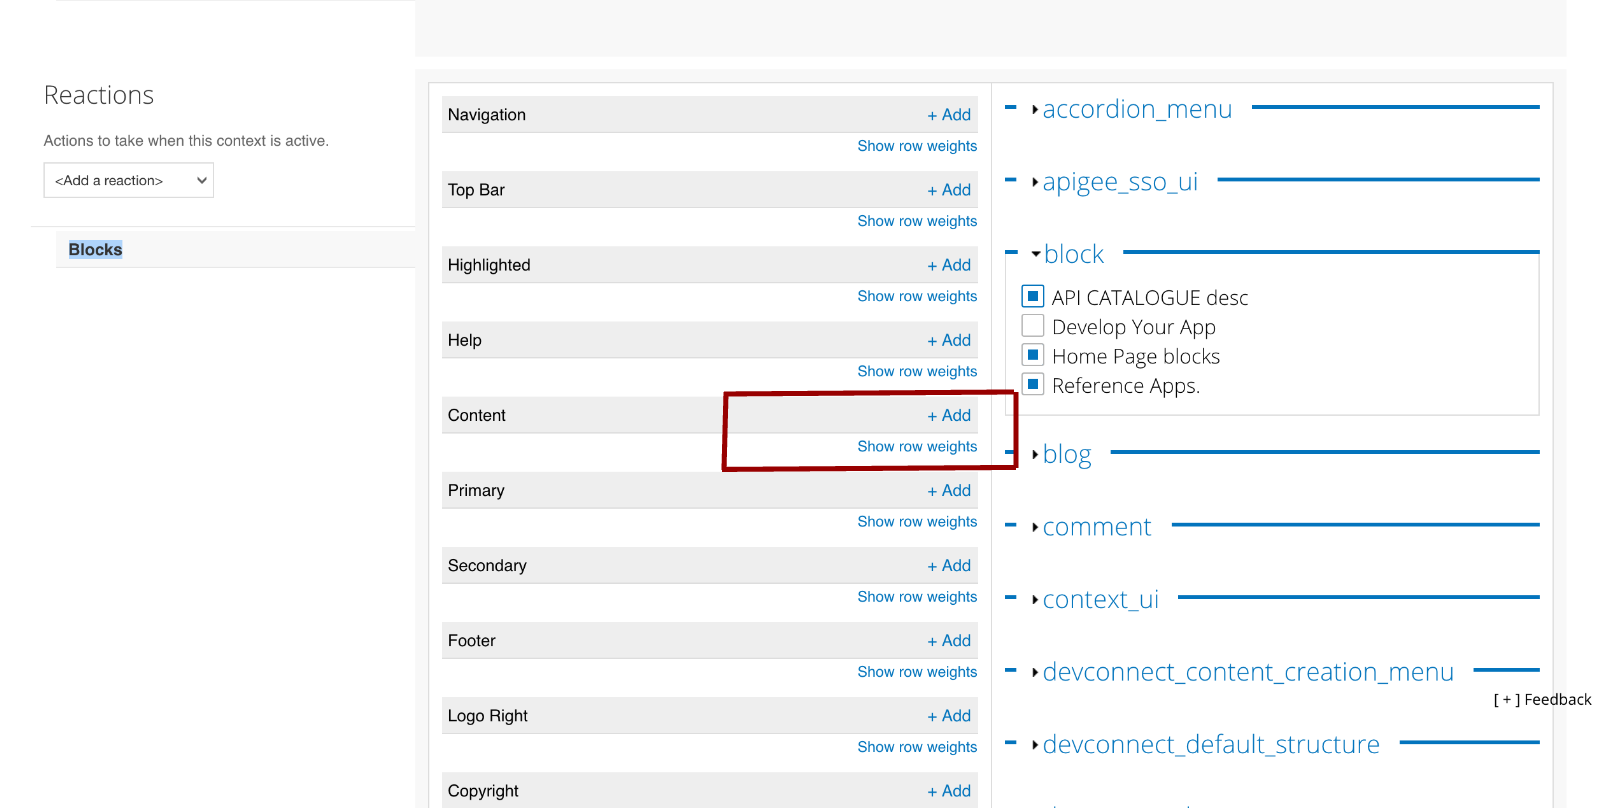 Reactions
Actions to take when this context is active.
<Add a reaction>
Blocks
Navigation + Add
Show row weights
Top Bar + Add
Show row weights
Highlighted + Add
Show row weights
Help + Add
Show row weights
Content + Add
Show row weights
Primary + Add
Show row weights
Secondary + Add
Show row weights
Footer + Add
Show row weights
Logo Right + Add
Show row weights
Copyright + Add
accordion_menu
apigee_sso_ui
block
API CATALOGUE desc
Develop Your App
Home Page blocks
Reference Apps.
blog
comment
context_ui
devconnect_content_creation_menu
[ + ] Feedback
devconnect_default_structure